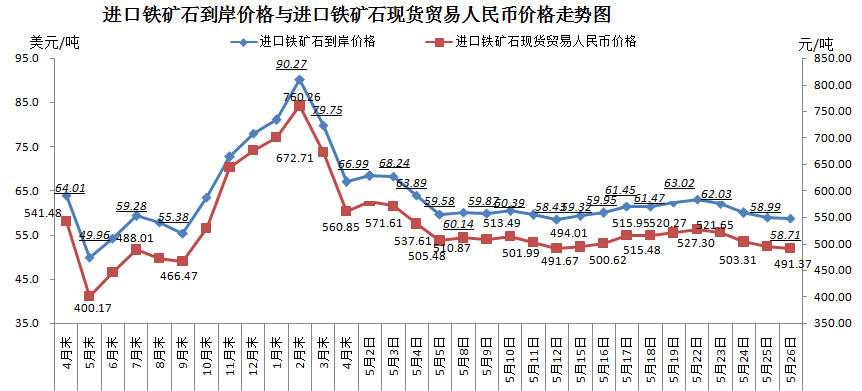 进口铁矿石到岸价格与进口铁矿石现货贸易人民币价格走势图
美元/吨
元/吨
进口铁矿石到岸价格
进口铁矿石现货贸易人民币价格
95.0
85.0
75.0
65.0
55.0
45.0
35.0
850.00
800.00
750.00
700.00
650.00
600.00
550.00
500.00
450.00
400.00
350.00
64.01
49.96
59.28
55.38
90.27
79.75
66.99
68.24
63.89
59.58
60.14
59.87
60.39
58.43
59.32
59.95
61.45
61.47
63.02
62.03
58.99
58.71
541.48
400.17
488.01
466.47
672.71
760.26
560.85
571.61
537.61
505.48
510.87
513.49
501.99
491.67
494.01
500.62
515.95
515.48
520.27
527.30
521.65
503.31
491.37
4月末
5月末
6月末
7月末
8月末
9月末
10月末
11月末
12月末
1月末
2月末
3月末
4月末
5月2日
5月3日
5月4日
5月5日
5月8日
5月9日
5月10日
5月11日
5月12日
5月15日
5月16日
5月17日
5月18日
5月19日
5月22日
5月23日
5月24日
5月25日
5月26日